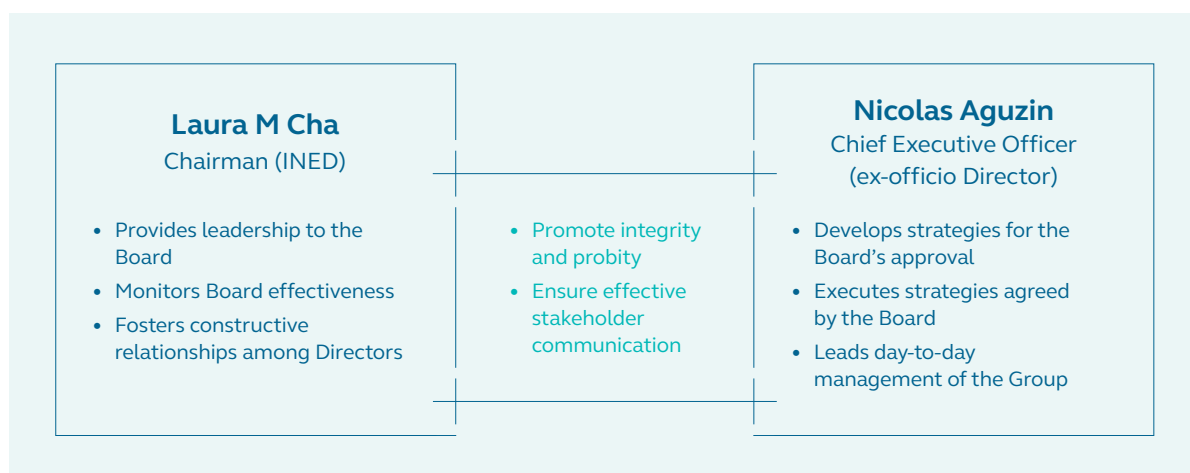 Laura M Cha
Chairman (INED)
• Provides leadership to the
Board
• Monitors Board effectiveness
• Fosters constructive
relationships among Directors
• Promote integrity
and probity
• Ensure effective
stakeholder
communication
Nicolas Aguzin
Chief Executive Officer
(ex-officio Director)
• Develops strategies for the
Board’s approval
• Executes strategies agreed
by the Board
• Leads day-to-day
management of the Group